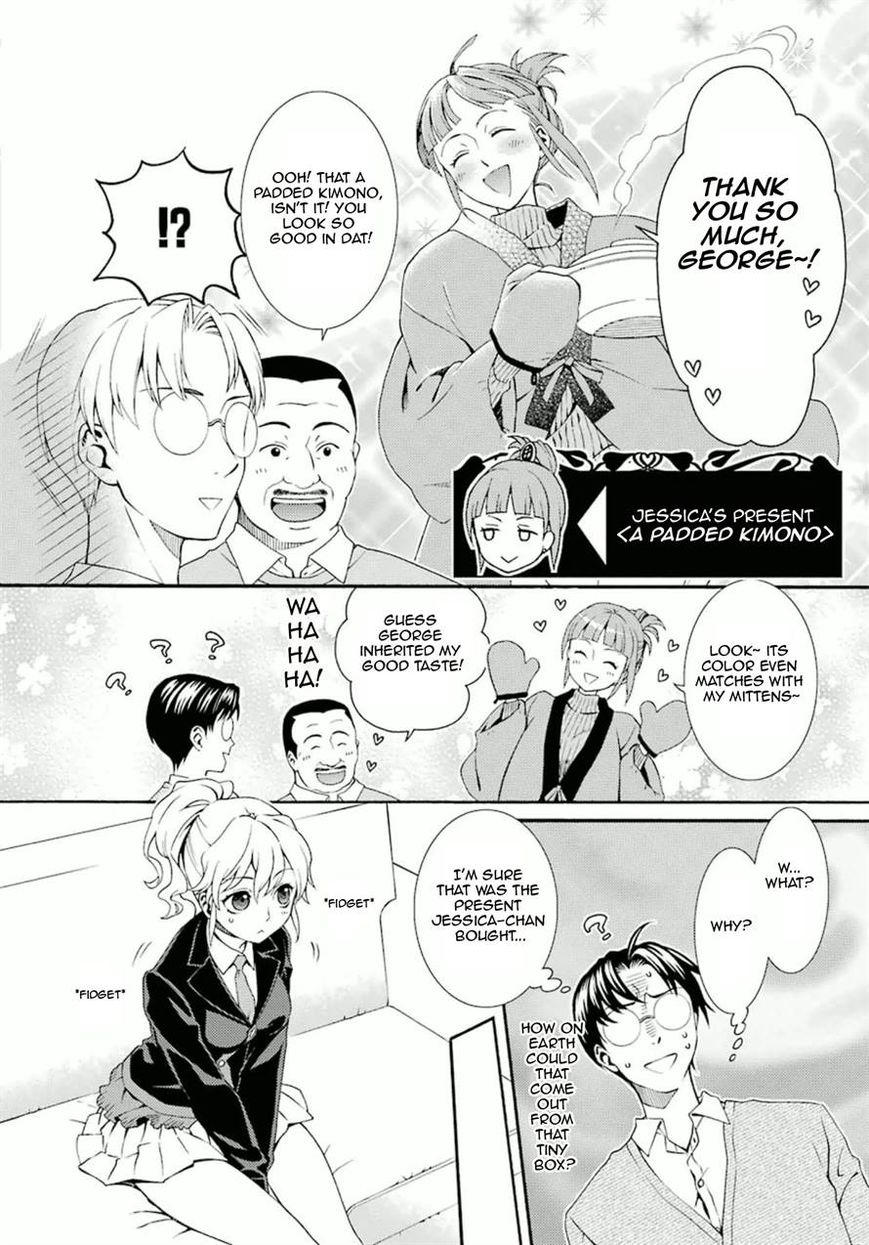 THANK
YOU SO
MUCH,
GEORGE~!
OOH! THAT A
PADDED KIMONO,
ISN'T IT! YOU
LOOK SO
GOOD IN DAT!
!?
JESSICA'S PRESENT
<A PADDED KIMONO>
LOOK~ ITS
COLOR EVEN
MATCHES WITH
MY MITTENS~
GUESS
GEORGE
INHERITED MY
GOOD TASTE!
WA
HA
HA
HA!
? ? ?
W...
WHAT?
WHY?
?
I'M SURE
THAT WAS THE
PRESENT
JESSICA-CHAN
BOUGHT...
HOW ON
EARTH
COULD
THAT
COME
OUT
FROM
THAT
TINY
BOX?
*FIDGET*
*FIDGET*